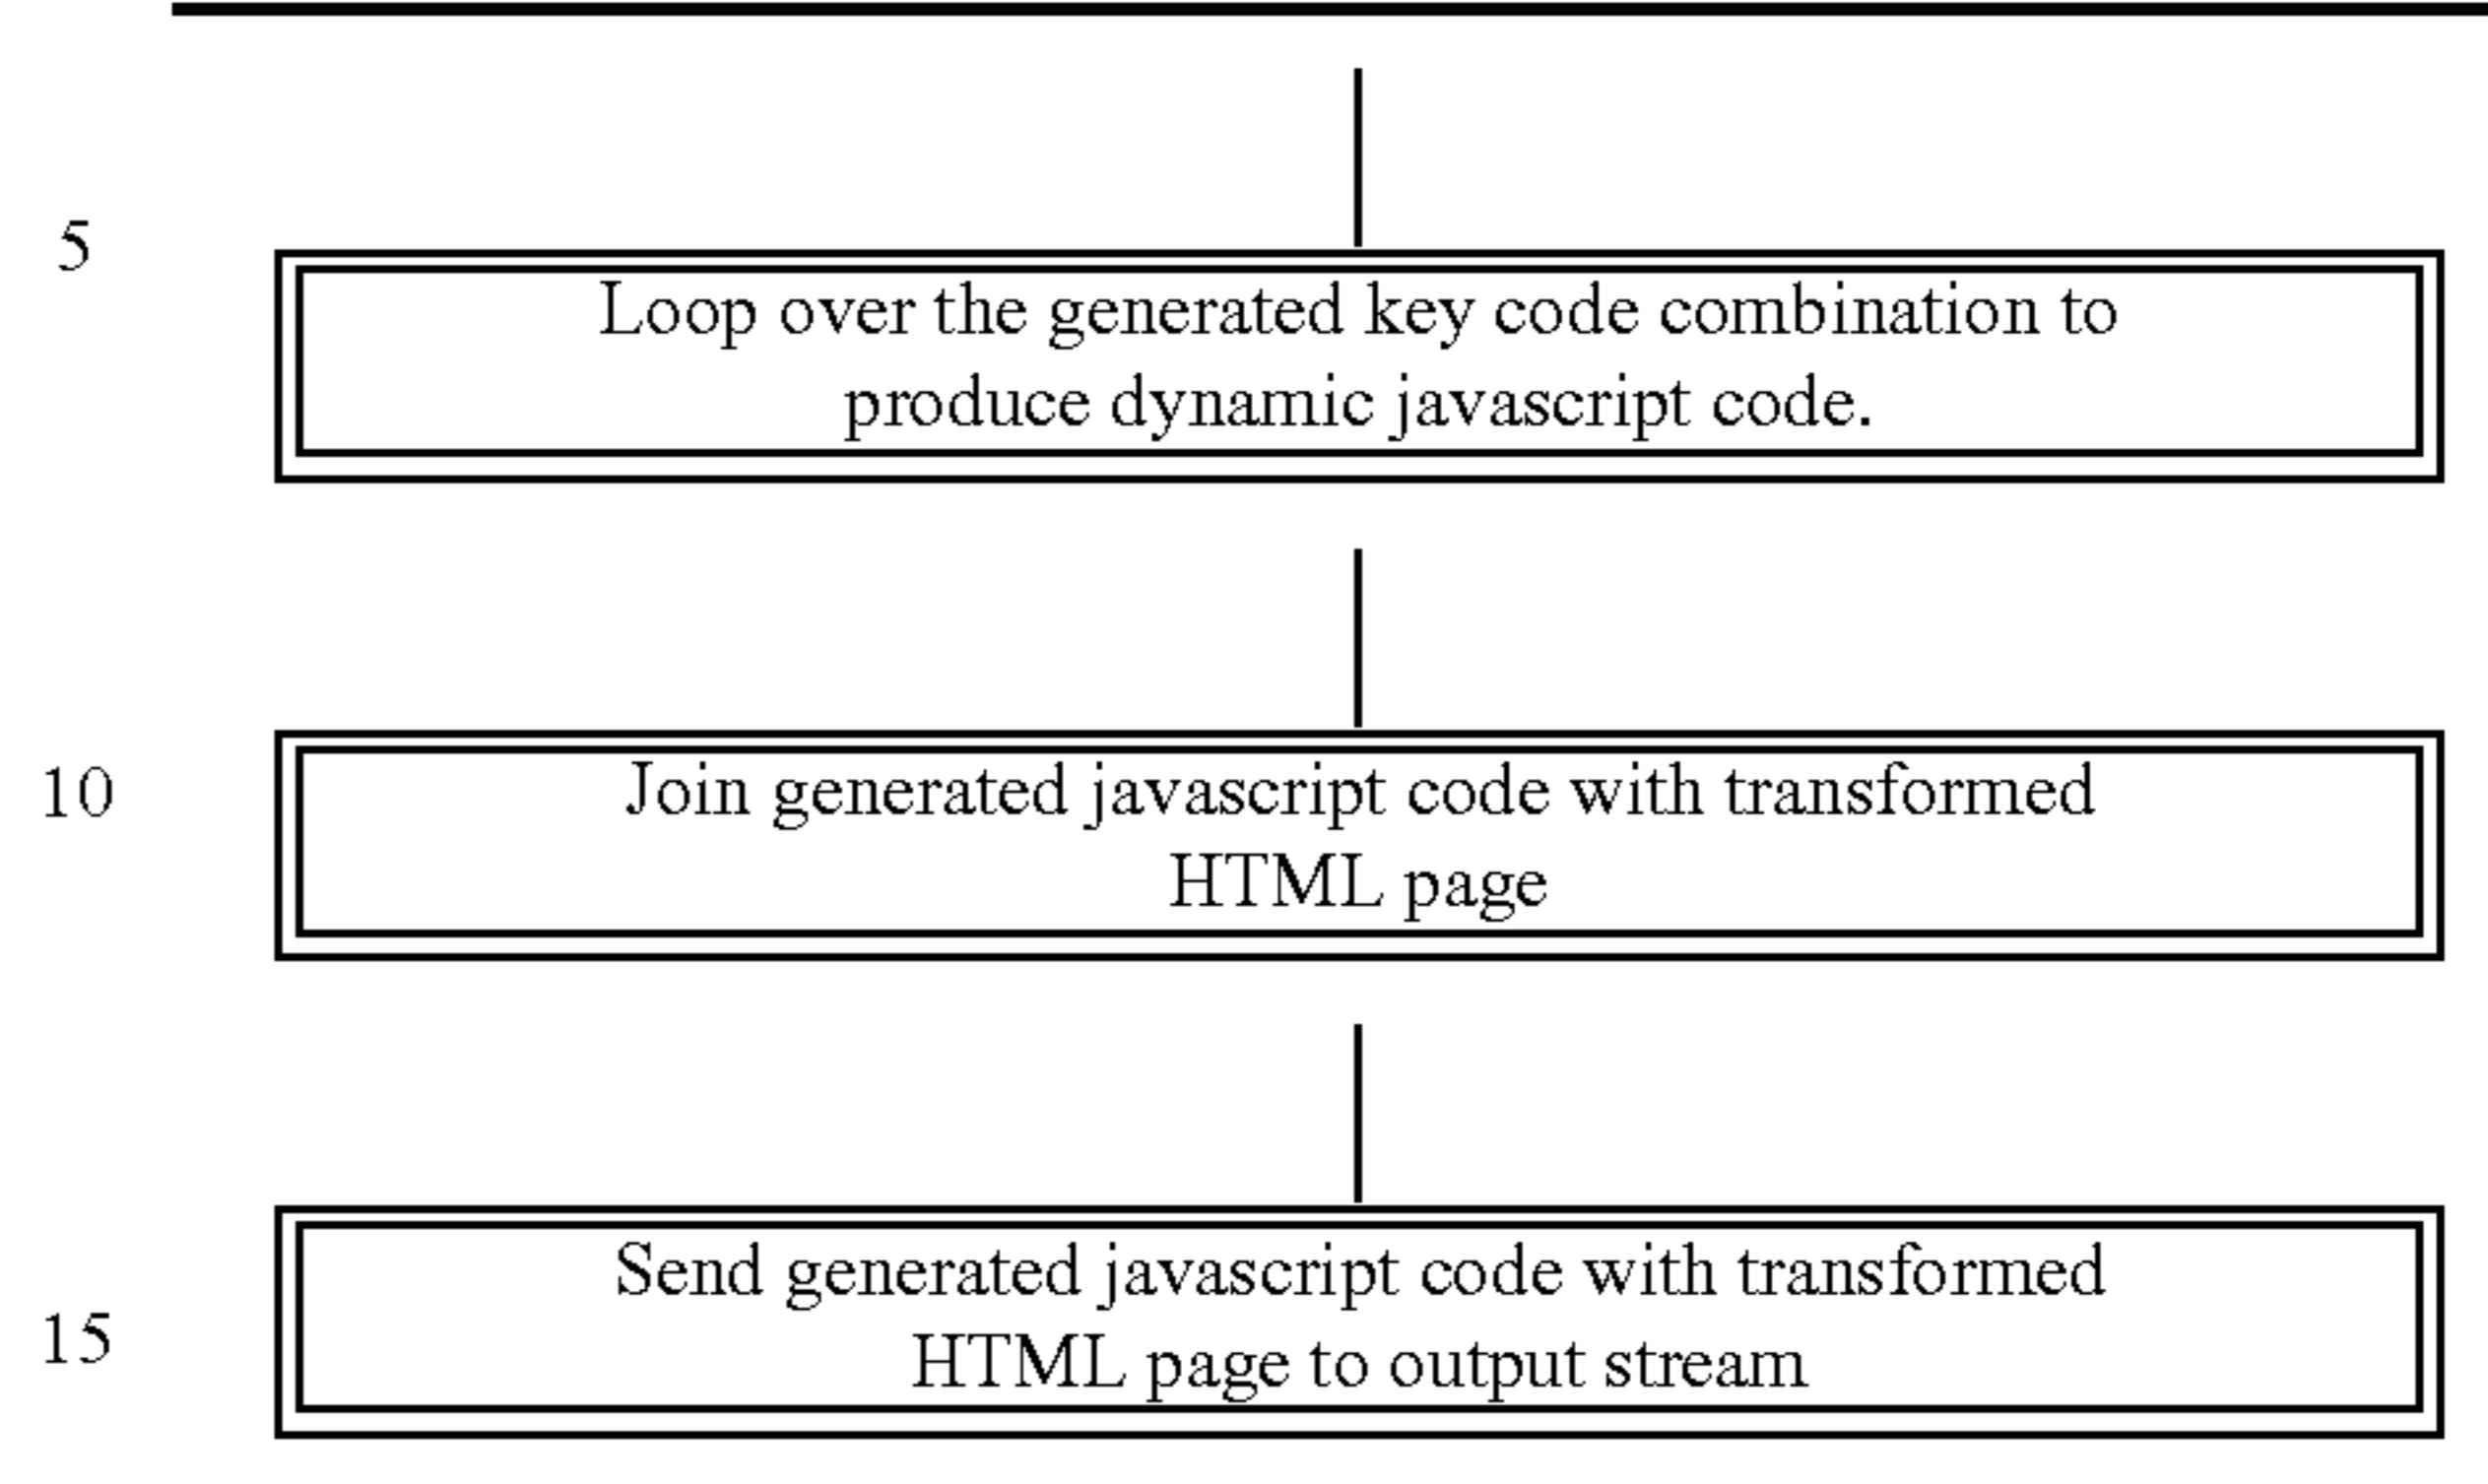 5
Loop over the generated key code combination to
produce dynamic javascript code.
10
Join generated javascript code with transformed
HTML page
Send generated javascript code with transformed
15
HTML page to output stream